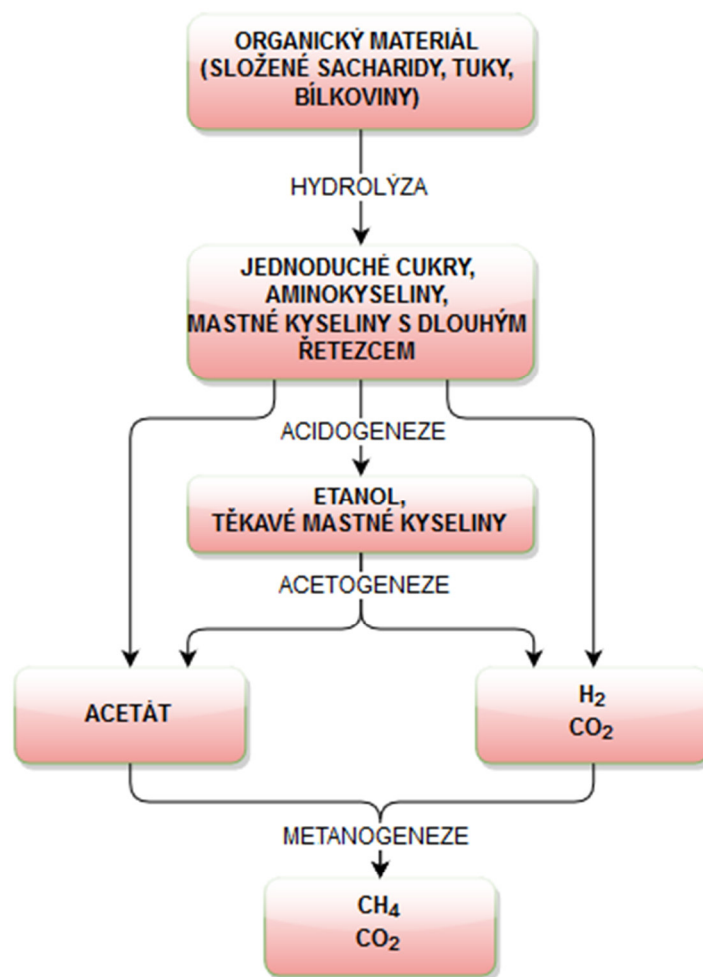 ORGANICKÝ MATERIÁL
(SLOŽENÉ SACHARIDY, TUKY,
BÍLKOVINY)
HYDROLÝZA
JEDNODUCHÉ CUKRY,
AMINOKYSELINY,
MASTNÉ KYSELINY S DLOUHÝM
ŘETEZCEM
ACIDOGENEZE
ETANOL,
TĚKAVÉ MASTNÉ KYSELINY
ACETOGENEZE
ACETÁT
H2
CO2
METANOGENEZE
CH4
CO2